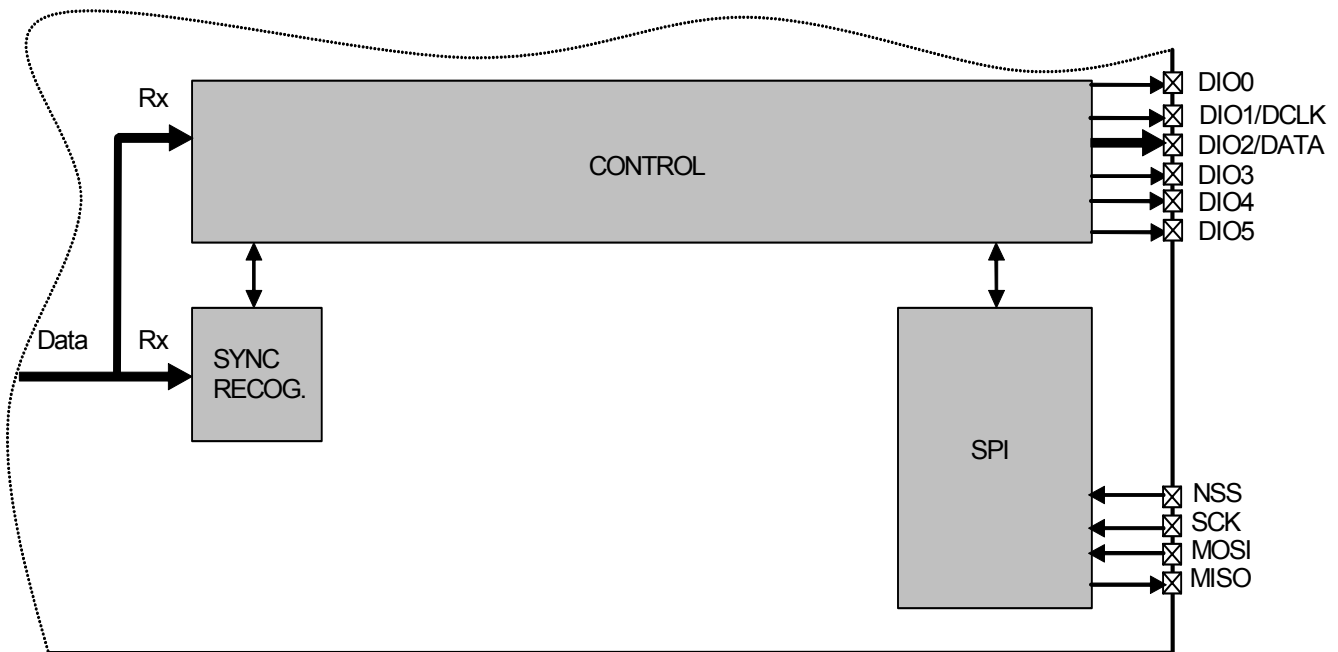 Rx
CONTROL
DIO0
DIO1/DCLK
DIO2/DATA
DIO3
DIO4
DIO5
Data
Rx
SYNC
RECOG.
SPI
NSS
SCK
MOSI
MISO